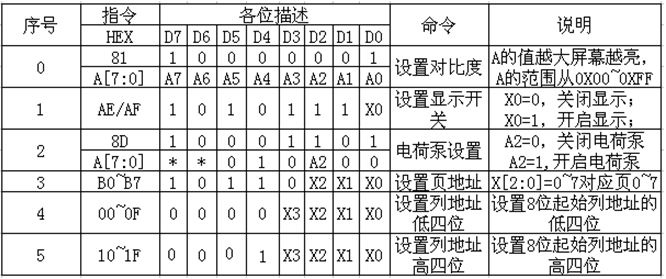 序号 指令 各位描述 命令 说明
HEX D7 D6 D5 D4 D3 D2 D1 D0
0 81 1 0 0 0 0 0 0 1 设置对比度 A的值越大屏幕越亮,
A[7:0] A7 A6 A5 A4 A3 A2 A1 A0 A的范围从0X00~0XFF
1 AE/AF 1 0 1 0 1 1 1 X0 设置显示开 X0=0, 关闭显示;
关 X0=1, 开启显示;
2 8D 1 0 0 0 1 1 0 1 电荷泵设置 A2=0, 关闭电荷泵
A[7:0] * * 0 1 0 A2 0 0 A2=1,开启电荷泵
3 B0~B7 1 0 1 1 0 X2 X1 X0 设置页地址 X[2:0]=0~7对应页0~7
4 00~0F 0 0 0 0 X3 X2 X1 X0 设置列地址 设置8位起始列地址的
低四位 低四位
5 10~1F 0 0 0 1 X3 X2 X1 X0 设置列地址 设置8位起始列地址的
高四位 高四位